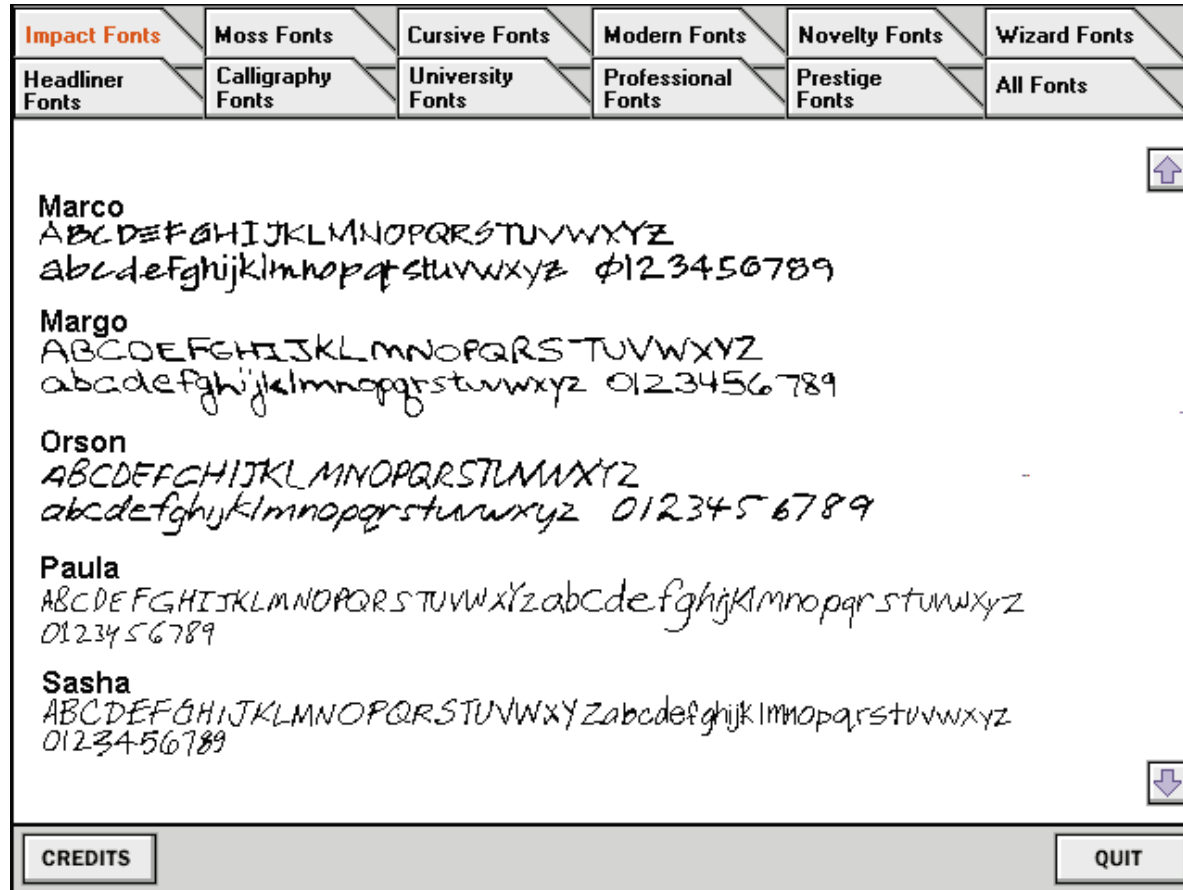 Impact Fonts Moss Fonts Cursive Fonts Modern Fonts Novelty Fonts Wizard Fonts
Headliner Fonts Calligraphy Fonts University Fonts Professional Fonts Prestige Fonts All Fonts
Marco
ABCDEFGHIJKLMNOPQRSTUVWXYZ
abcdefghijklmnopqrstuvwxyz 0123456789
Margo
ABCDEFGHIJKLMNOPQRSTUVWXYZ
abcdefghijklmnopqrstuvwxyz 0123456789
Orson
ABCDEFGHIJKLMNOPQRSTUVWXYZ
abcdefghijklmnopqrstuvwxyz 0123456789
Paula
ABCDEFGHIJKLMNOPQRSTUVWXYZabcdefghijklmnopqrstuvwxyz
0123456789
Sasha
ABCDEFGHIJKLMNOPQRSTUVWXYZabcdefghijklmnopqrstuvwxyz
0123456789
CREDITS QUIT